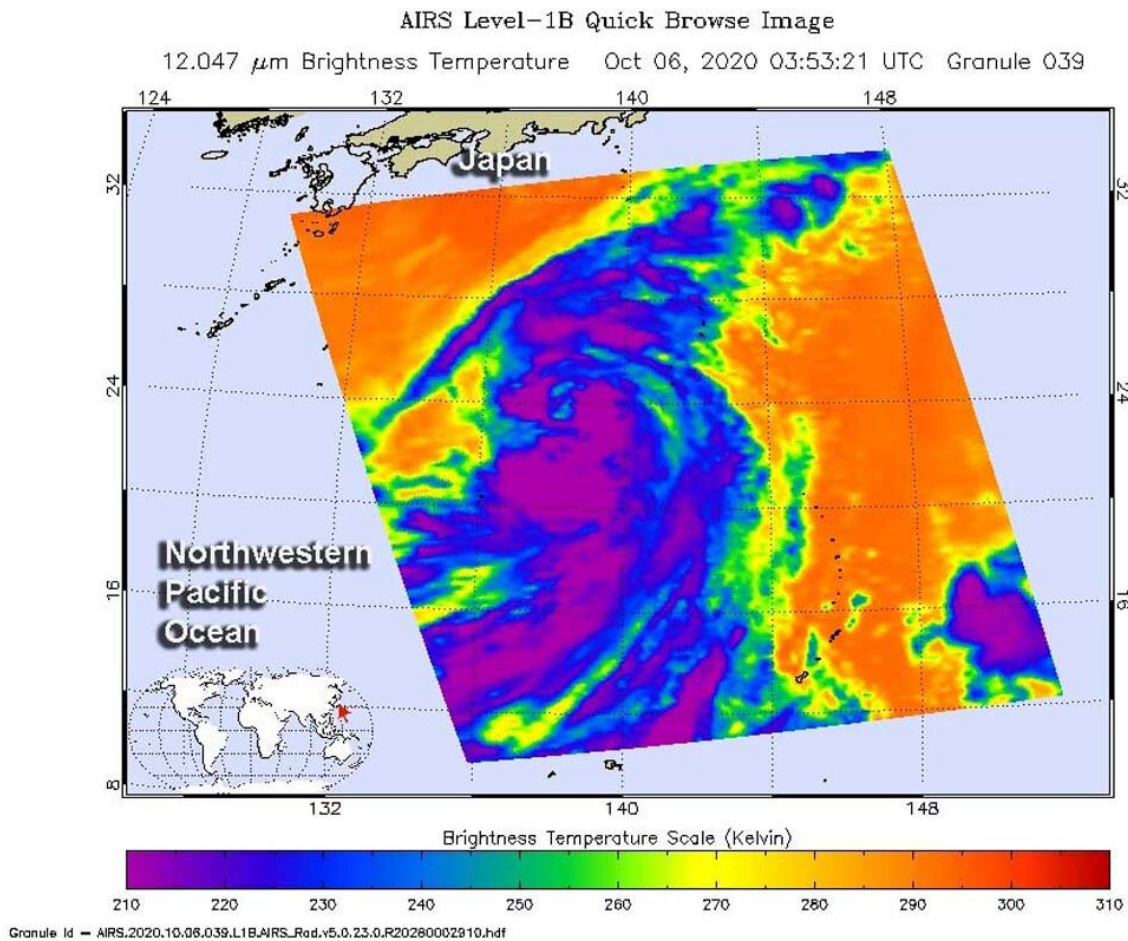 AIRS Level-1B Quick Browse Image
12.047 μm Brightness Temperature Oct 06, 2020 03:53:21 UTC Granule 039
124 132 140 148
Japan
32 32
24 24
Northwestern
Pacific
Ocean
16 16
8
132 140 148
Brightness Temperature Scale (Kelvin)
210 220 230 240 250 260 270 280 290 300 310
Granule Id - AIRS.2020.10.06.039.L1B.AIRS_Rad.v5.0.23.0.R20280002910.hdf